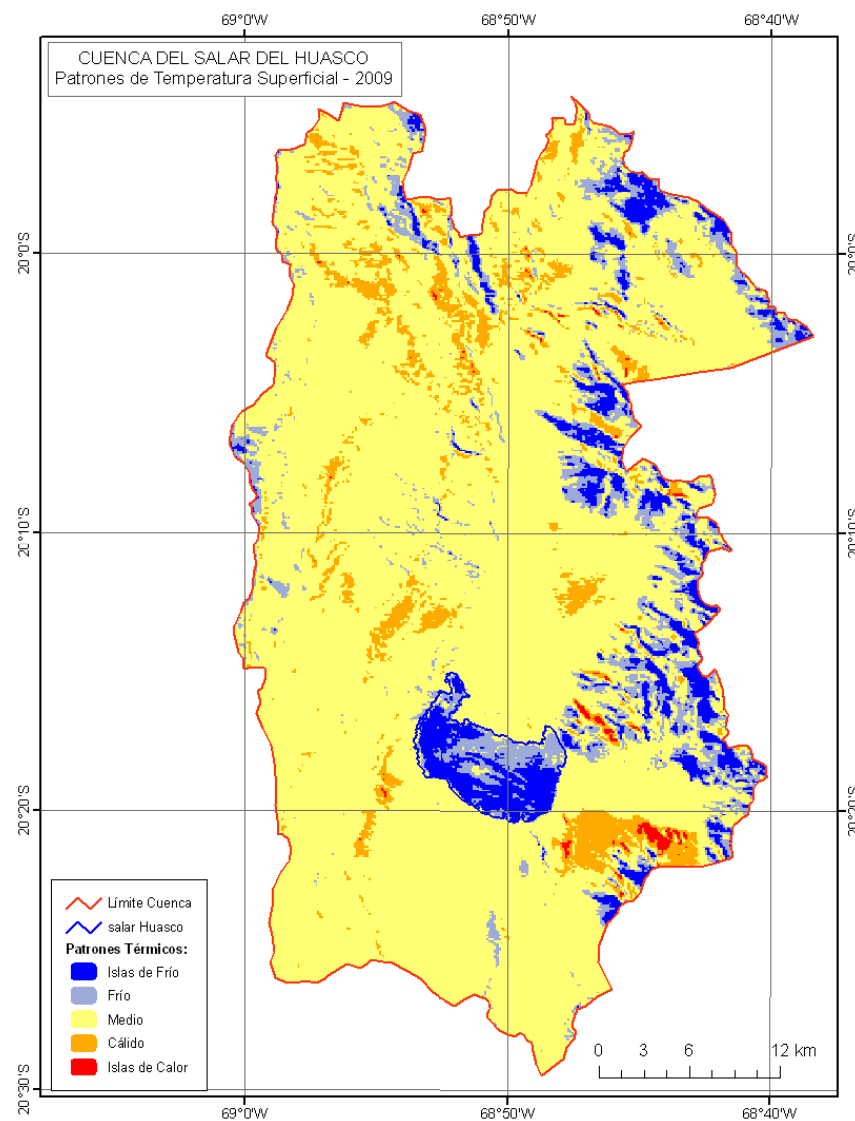 69°0'W 68°50'W 68°40'W
CUENCA DEL SALAR DEL HUASCO
Patrones de Temperatura Superficial - 2009
20°0'S 20°0'S
20°10'S 20°10'S
20°20'S 20°20'S
Límite Cuenca
salar Huasco
Patrones Térmicos:
Islas de Frío
Frío
Medio
Cálido
Islas de Calor
0 3 6 12 km
20°30'S 20°30'S
69°0'W 68°50'W 68°40'W